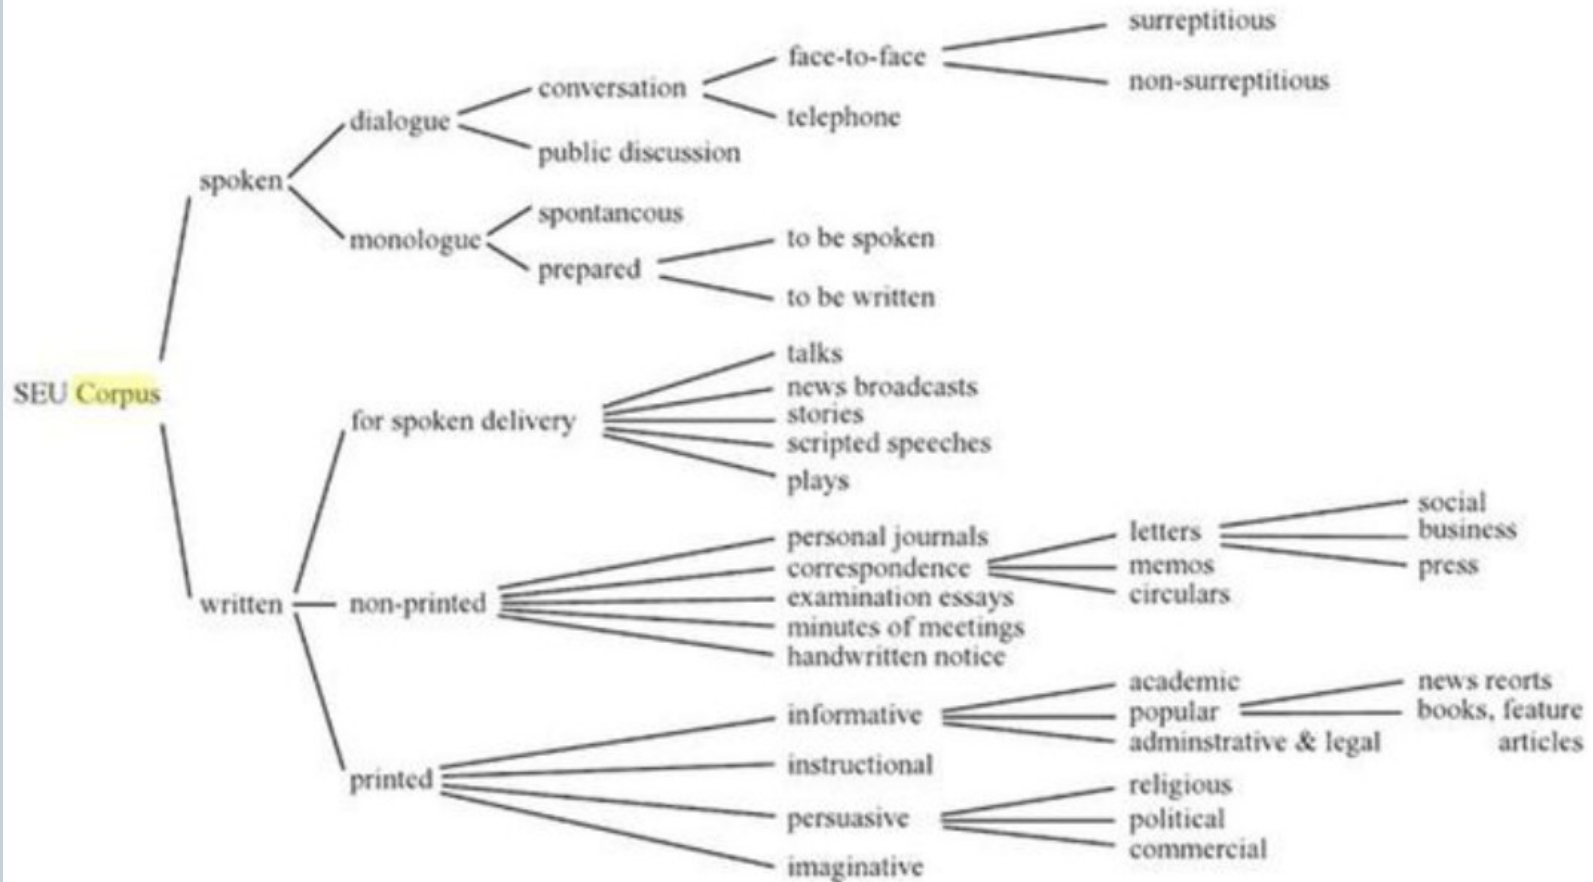 surreptitious
face-to-face
non-surreptitious
conversation
telephone
dialogue
public discussion
spoken
spontancous
monologue
to be spoken
prepared
to be written
talks
SEU Corpus
news broadcasts
for spoken delivery
stories
scripted speeches
plays
social
personal journals
letters
business
correspondence
memos
press
written
non-printed
examination essays
circulars
minutes of meetings
handwritten notice
academic
news reorts
informative
popular
books, feature
adminstrative & legal
articles
instructional
printed
religious
persuasive
political
commercial
imaginative